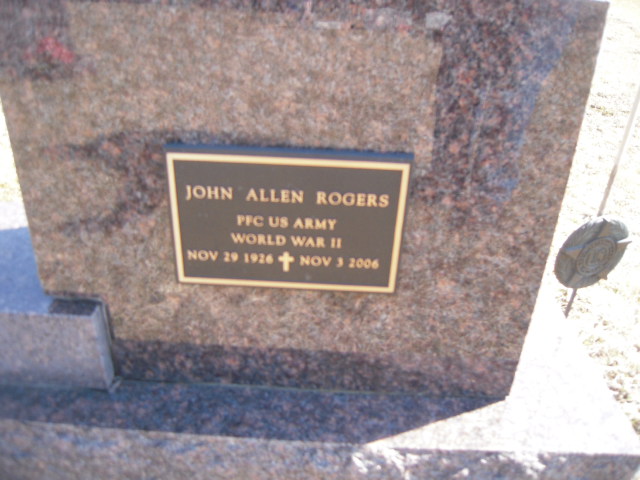 JOHN ALLEN ROGERS
PFC US ARMY
WORLD WAR II
NOV 29 1926 ✝ NOV 3 2006